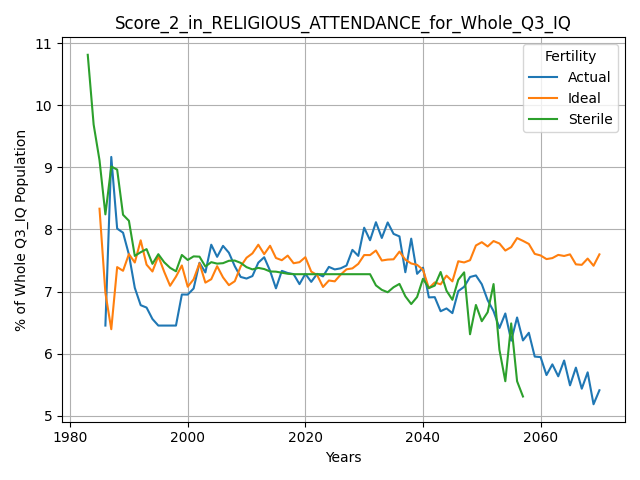 Score_2_in_RELIGIOUS_ATTENDANCE_for_Whole_Q3_IQ
% of Whole Q3_IQ Population
11
10
9
8
7
6
5
Fertility
Actual
Ideal
Sterile
1980
2000
2020
2040
2060
Years